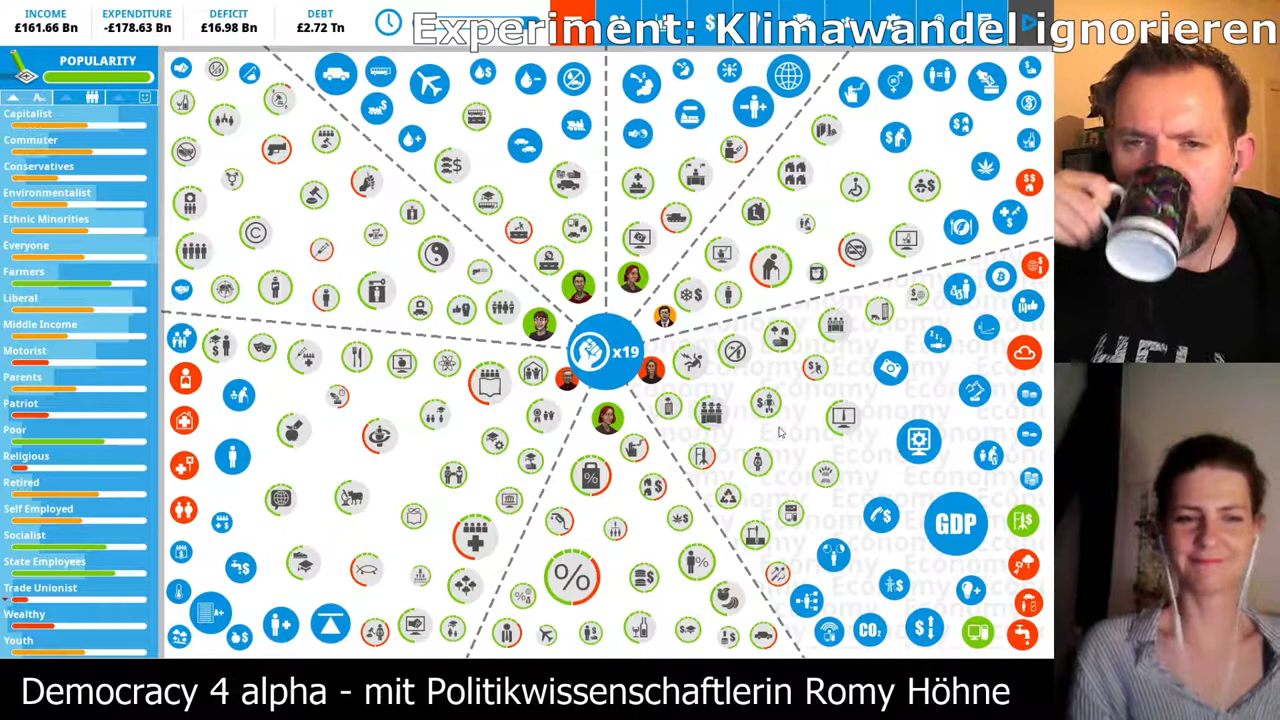 INCOME
£161.66 Bn
EXPENDITURE
-£178.63 Bn
DEFICIT
£16.98 Bn
DEBT
£2.72 Tn
Experiment: Klimawandel ignorieren
POPULARITY
Capitalist
Commuter
Conservatives
Environmentalist
Ethnic Minorities
Everyone
Farmers
Liberal
Middle Income
Motorist
Parents
Patriot
Poor
Religious
Retired
Self Employed
Socialist
State Employees
Trade Unionist
Wealthy
Youth
x19
GDP
CO₂
Economy
HELP
Democracy 4 alpha - mit Politikwissenschaftlerin Romy Höhne